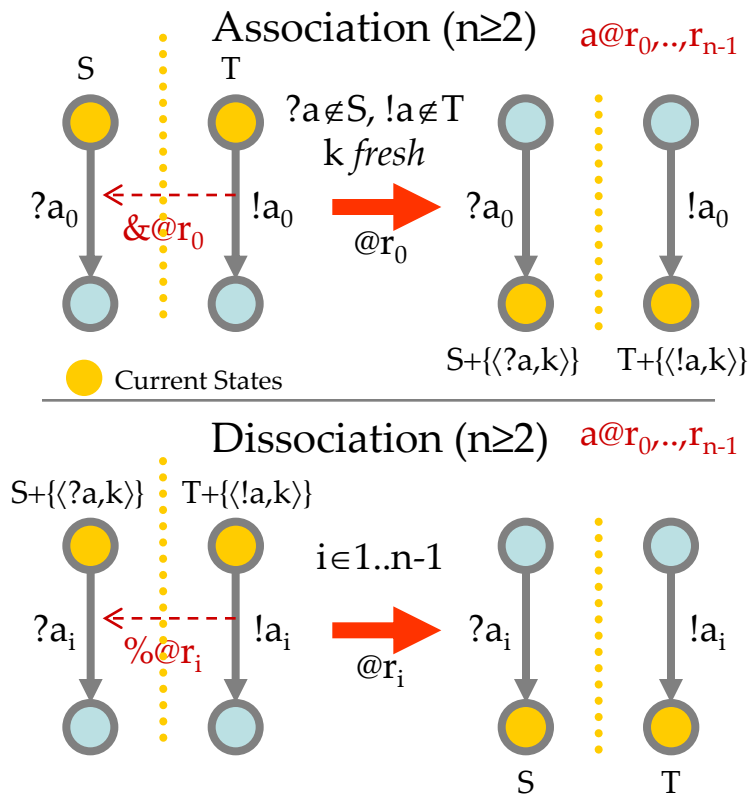 Association (n≥2)
a@r₀,..,rₙ₋₁
S
T
?a∉S, !a∉T
k fresh
?a₀
&@r₀
!a₀
@r₀
?a₀
!a₀
S+{⟨?a,k⟩}
T+{⟨!a,k⟩}
Current States
Dissociation (n≥2)
a@r₀,..,rₙ₋₁
S+{⟨?a,k⟩}
T+{⟨!a,k⟩}
i∈1..n-1
?aᵢ
%@rᵢ
!aᵢ
@rᵢ
?aᵢ
!aᵢ
S
T